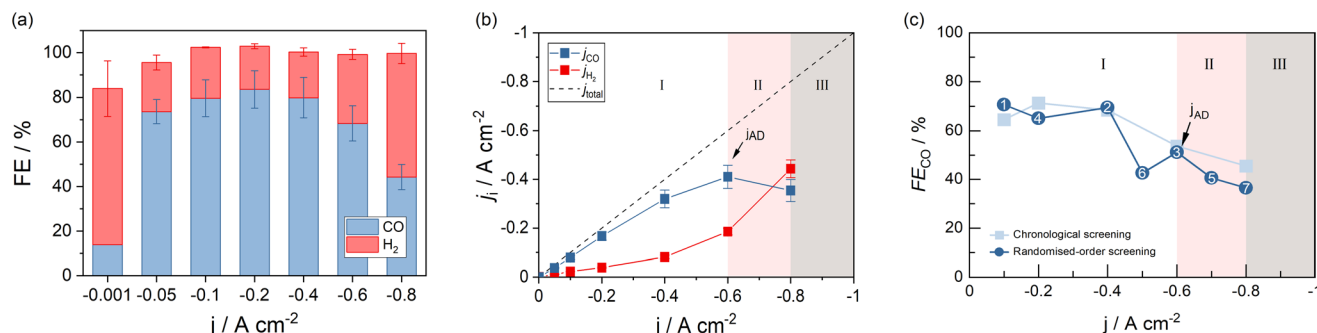 (a)
FE / %
100
80
60
40
20
0
CO
H2
-0.001
-0.05
-0.1
-0.2
-0.4
-0.6
-0.8
j / A cm-2
(b)
ji / A cm-2
-1
-0.8
-0.6
-0.4
-0.2
0
jCO
jH2
jtotal
I
II
III
jAD
0
-0.2
-0.4
-0.6
-0.8
-1
j / A cm-2
(c)
FECO / %
100
80
60
40
20
0
I
II
III
jAD
1
4
2
6
3
5
7
Chronological screening
Randomised-order screening
0
-0.2
-0.4
-0.6
-0.8
-1
j / A cm-2